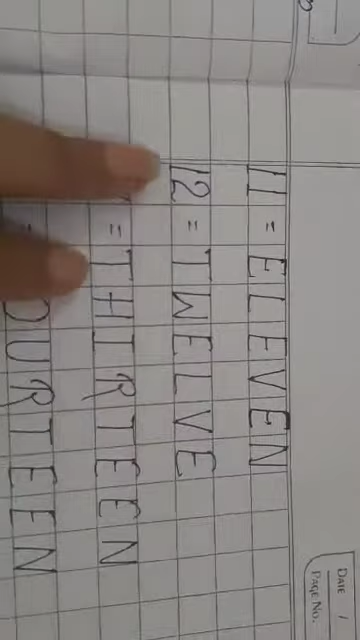 DATE /
PAGE NO.
11 = ELEVEN
12 = TWELVE
= THIRTEEN
OURTEEN